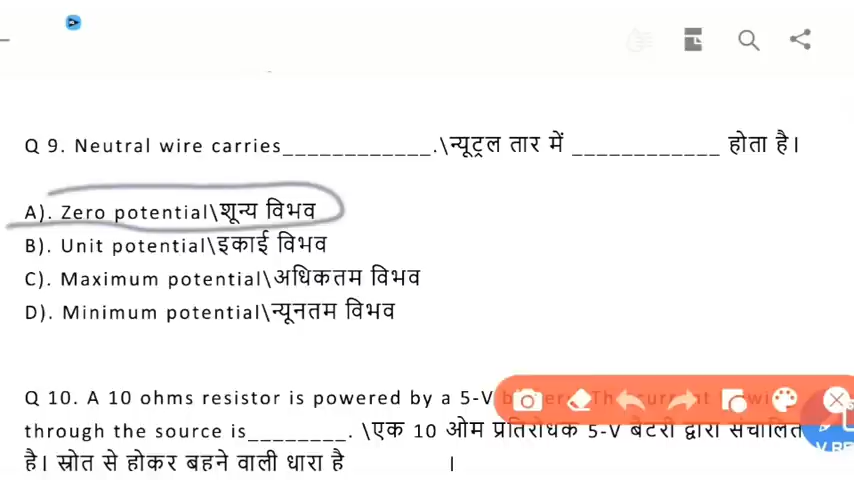 Q 9. Neutral wire carries____________.\न्यूट्रल तार में ____________ होता है।
A). Zero potential\शून्य विभव
B). Unit potential\इकाई विभव
C). Maximum potential\अधिकतम विभव
D). Minimum potential\न्यूनतम विभव
Q 10. A 10 ohms resistor is powered by a 5-V
through the source is________. \एक 10 ओम प्रतिरोधक 5-V बैटरी द्वारा संचालित
है। स्रोत से होकर बहने वाली धारा है ।